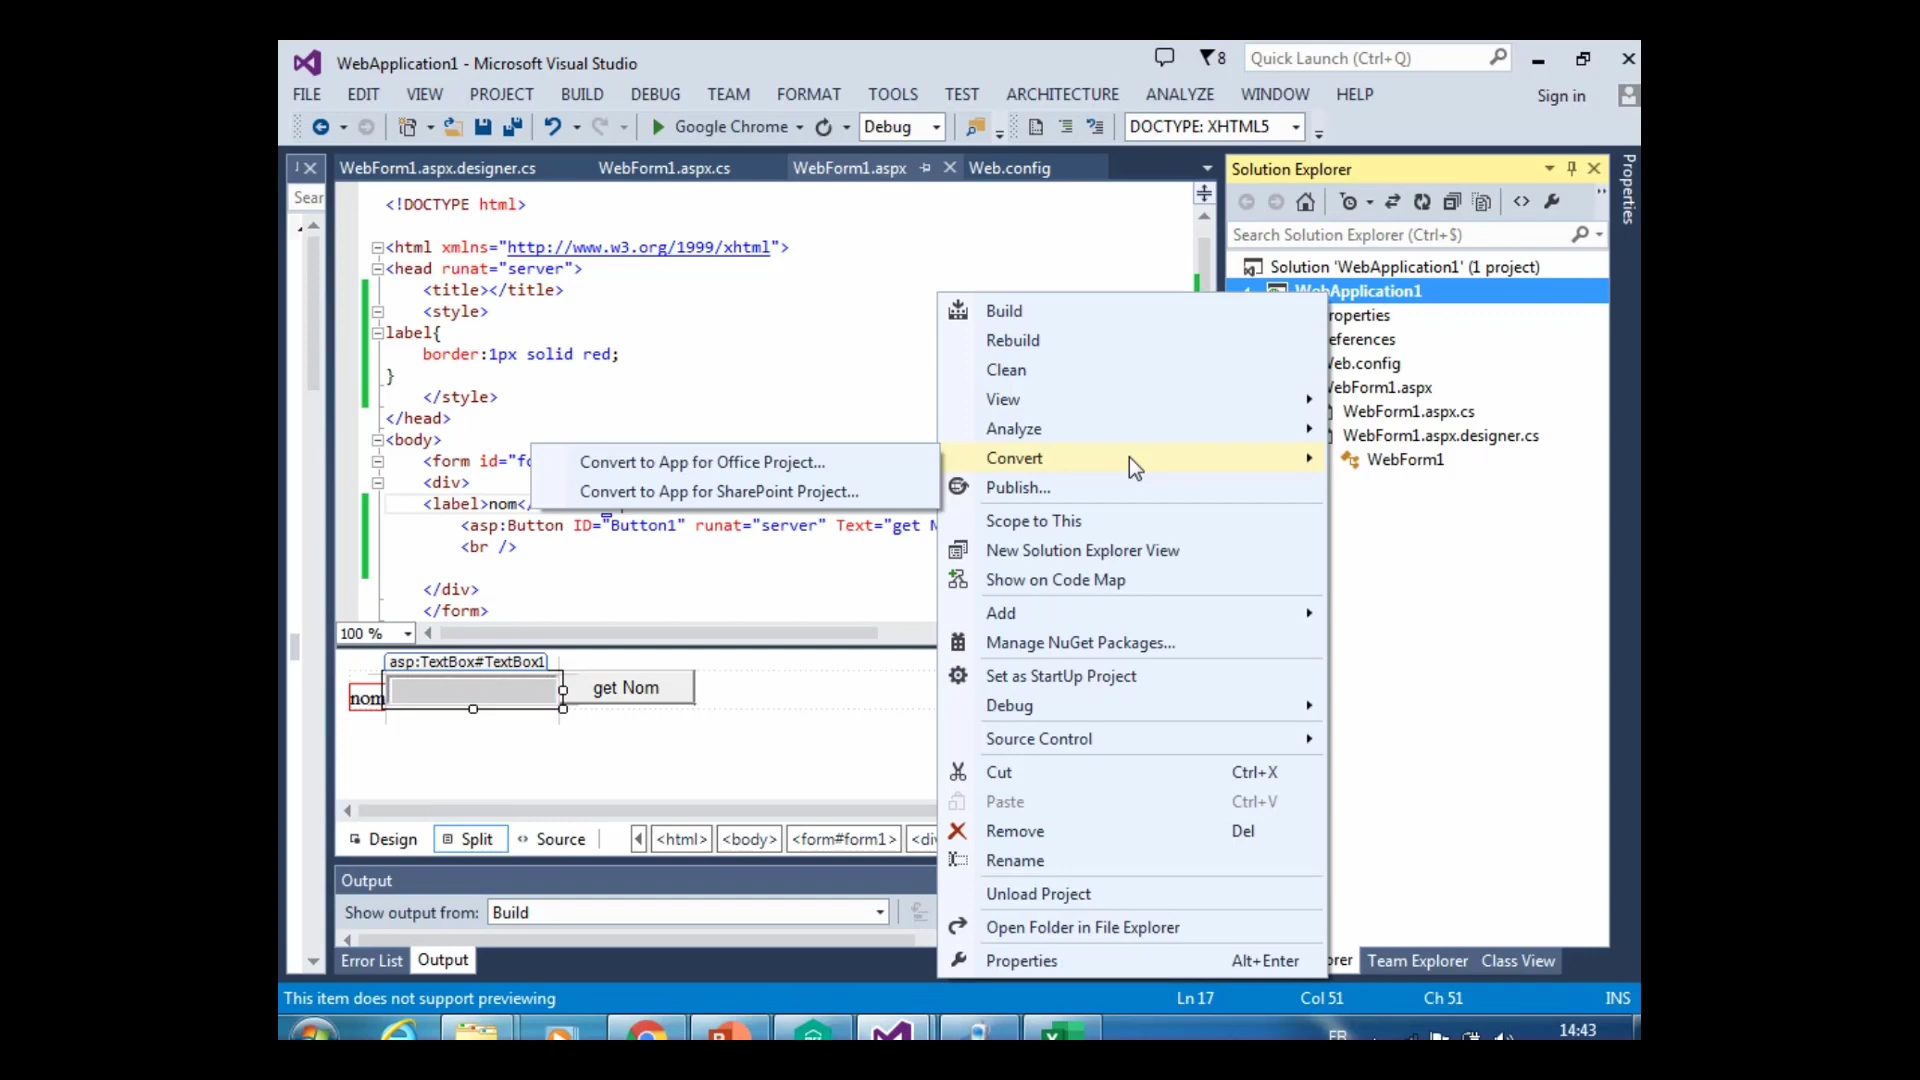 WebApplication1 - Microsoft Visual Studio
8
Quick Launch (Ctrl+Q)
FILE EDIT VIEW PROJECT BUILD DEBUG TEAM FORMAT TOOLS TEST ARCHITECTURE ANALYZE WINDOW HELP
Sign in
Google Chrome
Debug
DOCTYPE: XHTML5
WebForm1.aspx.designer.cs
WebForm1.aspx.cs
WebForm1.aspx
Web.config
Sear
<!DOCTYPE html>
<html xmlns="http://www.w3.org/1999/xhtml">
<head runat="server">
<title></title>
<style>
label{
border:1px solid red;
}
</style>
</head>
<body>
<form id="fo
<div>
<label>nom</
<asp:Button ID="Button1" runat="server" Text="get N
<br />
</div>
</form>
100 %
asp:TextBox#TextBox1
nom
get Nom
Design
Split
Source
<html>
<body>
<form#form1>
<di
Output
Show output from:
Build
Error List
Output
Convert to App for Office Project...
Convert to App for SharePoint Project...
Build
Rebuild
Clean
View
Analyze
Convert
Publish...
Scope to This
New Solution Explorer View
Show on Code Map
Add
Manage NuGet Packages...
Set as StartUp Project
Debug
Source Control
Cut Ctrl+X
Paste Ctrl+V
Remove Del
Rename
Unload Project
Open Folder in File Explorer
Properties Alt+Enter
Solution Explorer
Search Solution Explorer (Ctrl+$)
Solution 'WebApplication1' (1 project)
WebApplication1
roperties
eferences
eb.config
ebForm1.aspx
WebForm1.aspx.cs
WebForm1.aspx.designer.cs
WebForm1
rer
Team Explorer
Class View
Properties
This item does not support previewing
Ln 17
Col 51
Ch 51
INS
FR
14:43